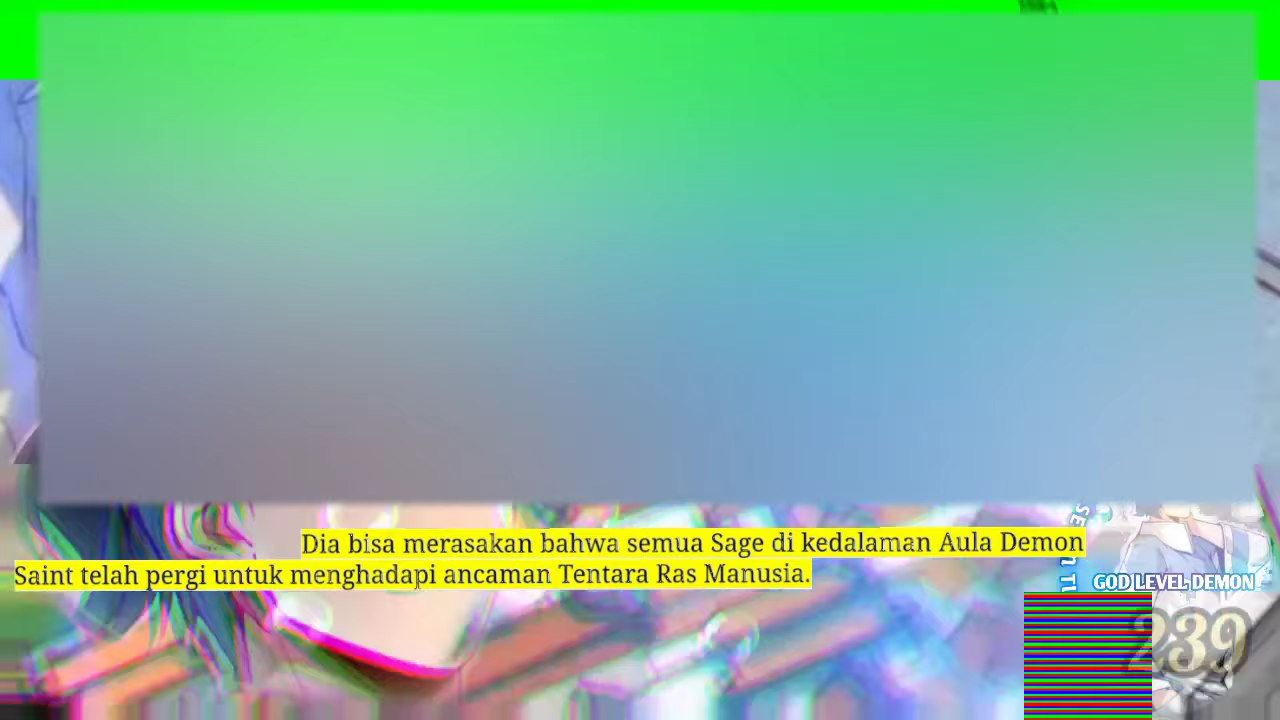 Dia bisa merasakan bahwa semua Sage di kedalaman Aula Demon
Saint telah pergi untuk menghadapi ancaman Tentara Ras Manusia.
GOD LEVEL DEMON
239